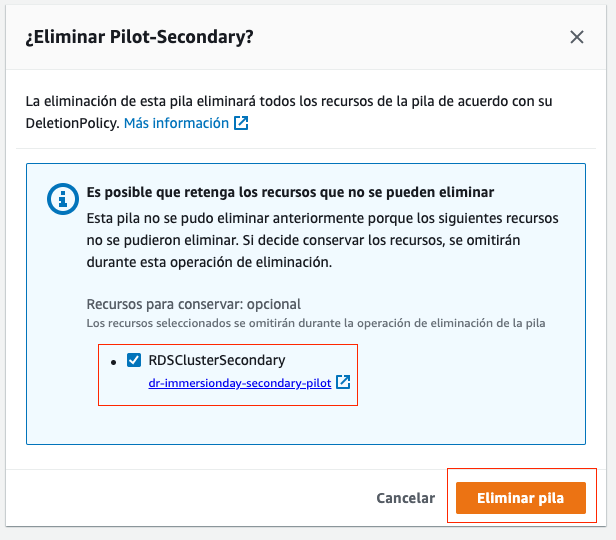 ¿Eliminar Pilot-Secondary?
La eliminación de esta pila eliminará todos los recursos de la pila de acuerdo con su
DeletionPolicy. Más información
Es posible que retenga los recursos que no se pueden eliminar
Esta pila no se pudo eliminar anteriormente porque los siguientes recursos
no se pudieron eliminar. Si decide conservar los recursos, se omitirán
durante esta operación de eliminación.
Recursos para conservar: opcional
Los recursos seleccionados se omitirán durante la operación de eliminación de la pila
RDSClusterSecondary
dr-immersionday-secondary-pilot
Cancelar
Eliminar pila